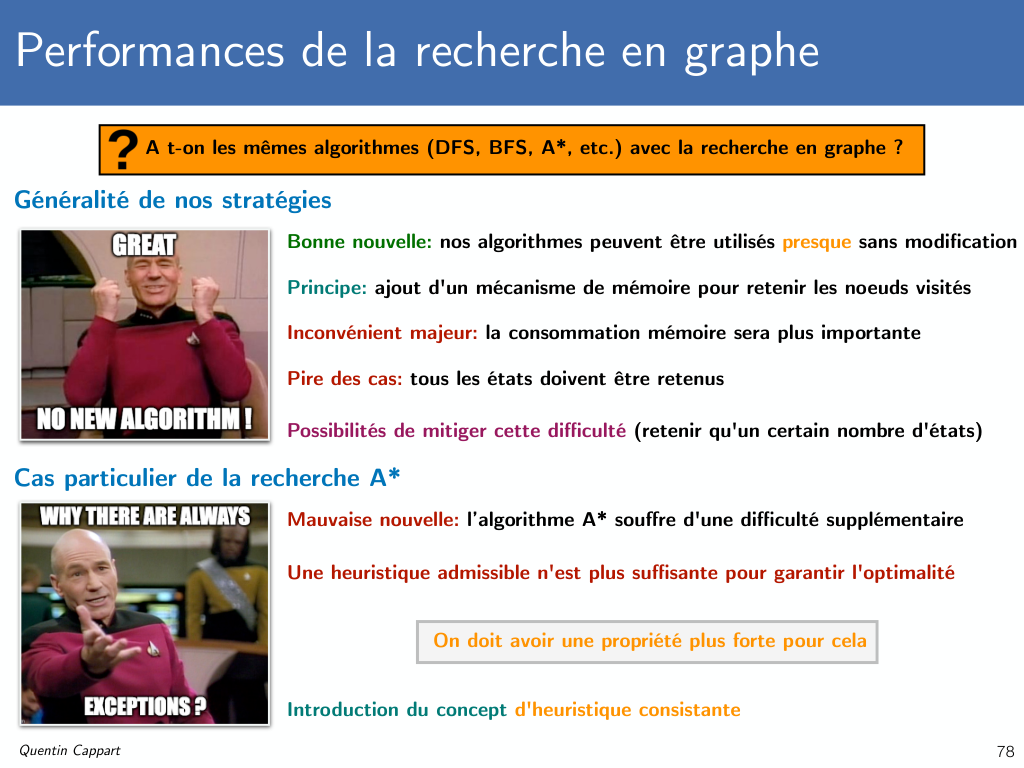 Performances de la recherche en graphe
? A t-on les mêmes algorithmes (DFS, BFS, A*, etc.) avec la recherche en graphe ?
Généralité de nos stratégies
GREAT
NO NEW ALGORITHM !
Bonne nouvelle: nos algorithmes peuvent être utilisés presque sans modification
Principe: ajout d'un mécanisme de mémoire pour retenir les noeuds visités
Inconvénient majeur: la consommation mémoire sera plus importante
Pire des cas: tous les états doivent être retenus
Possibilités de mitiger cette difficulté (retenir qu'un certain nombre d'états)
Cas particulier de la recherche A*
WHY THERE ARE ALWAYS
EXCEPTIONS ?
Mauvaise nouvelle: l'algorithme A* souffre d'une difficulté supplémentaire
Une heuristique admissible n'est plus suffisante pour garantir l'optimalité
On doit avoir une propriété plus forte pour cela
Introduction du concept d'heuristique consistante
Quentin Cappart
78